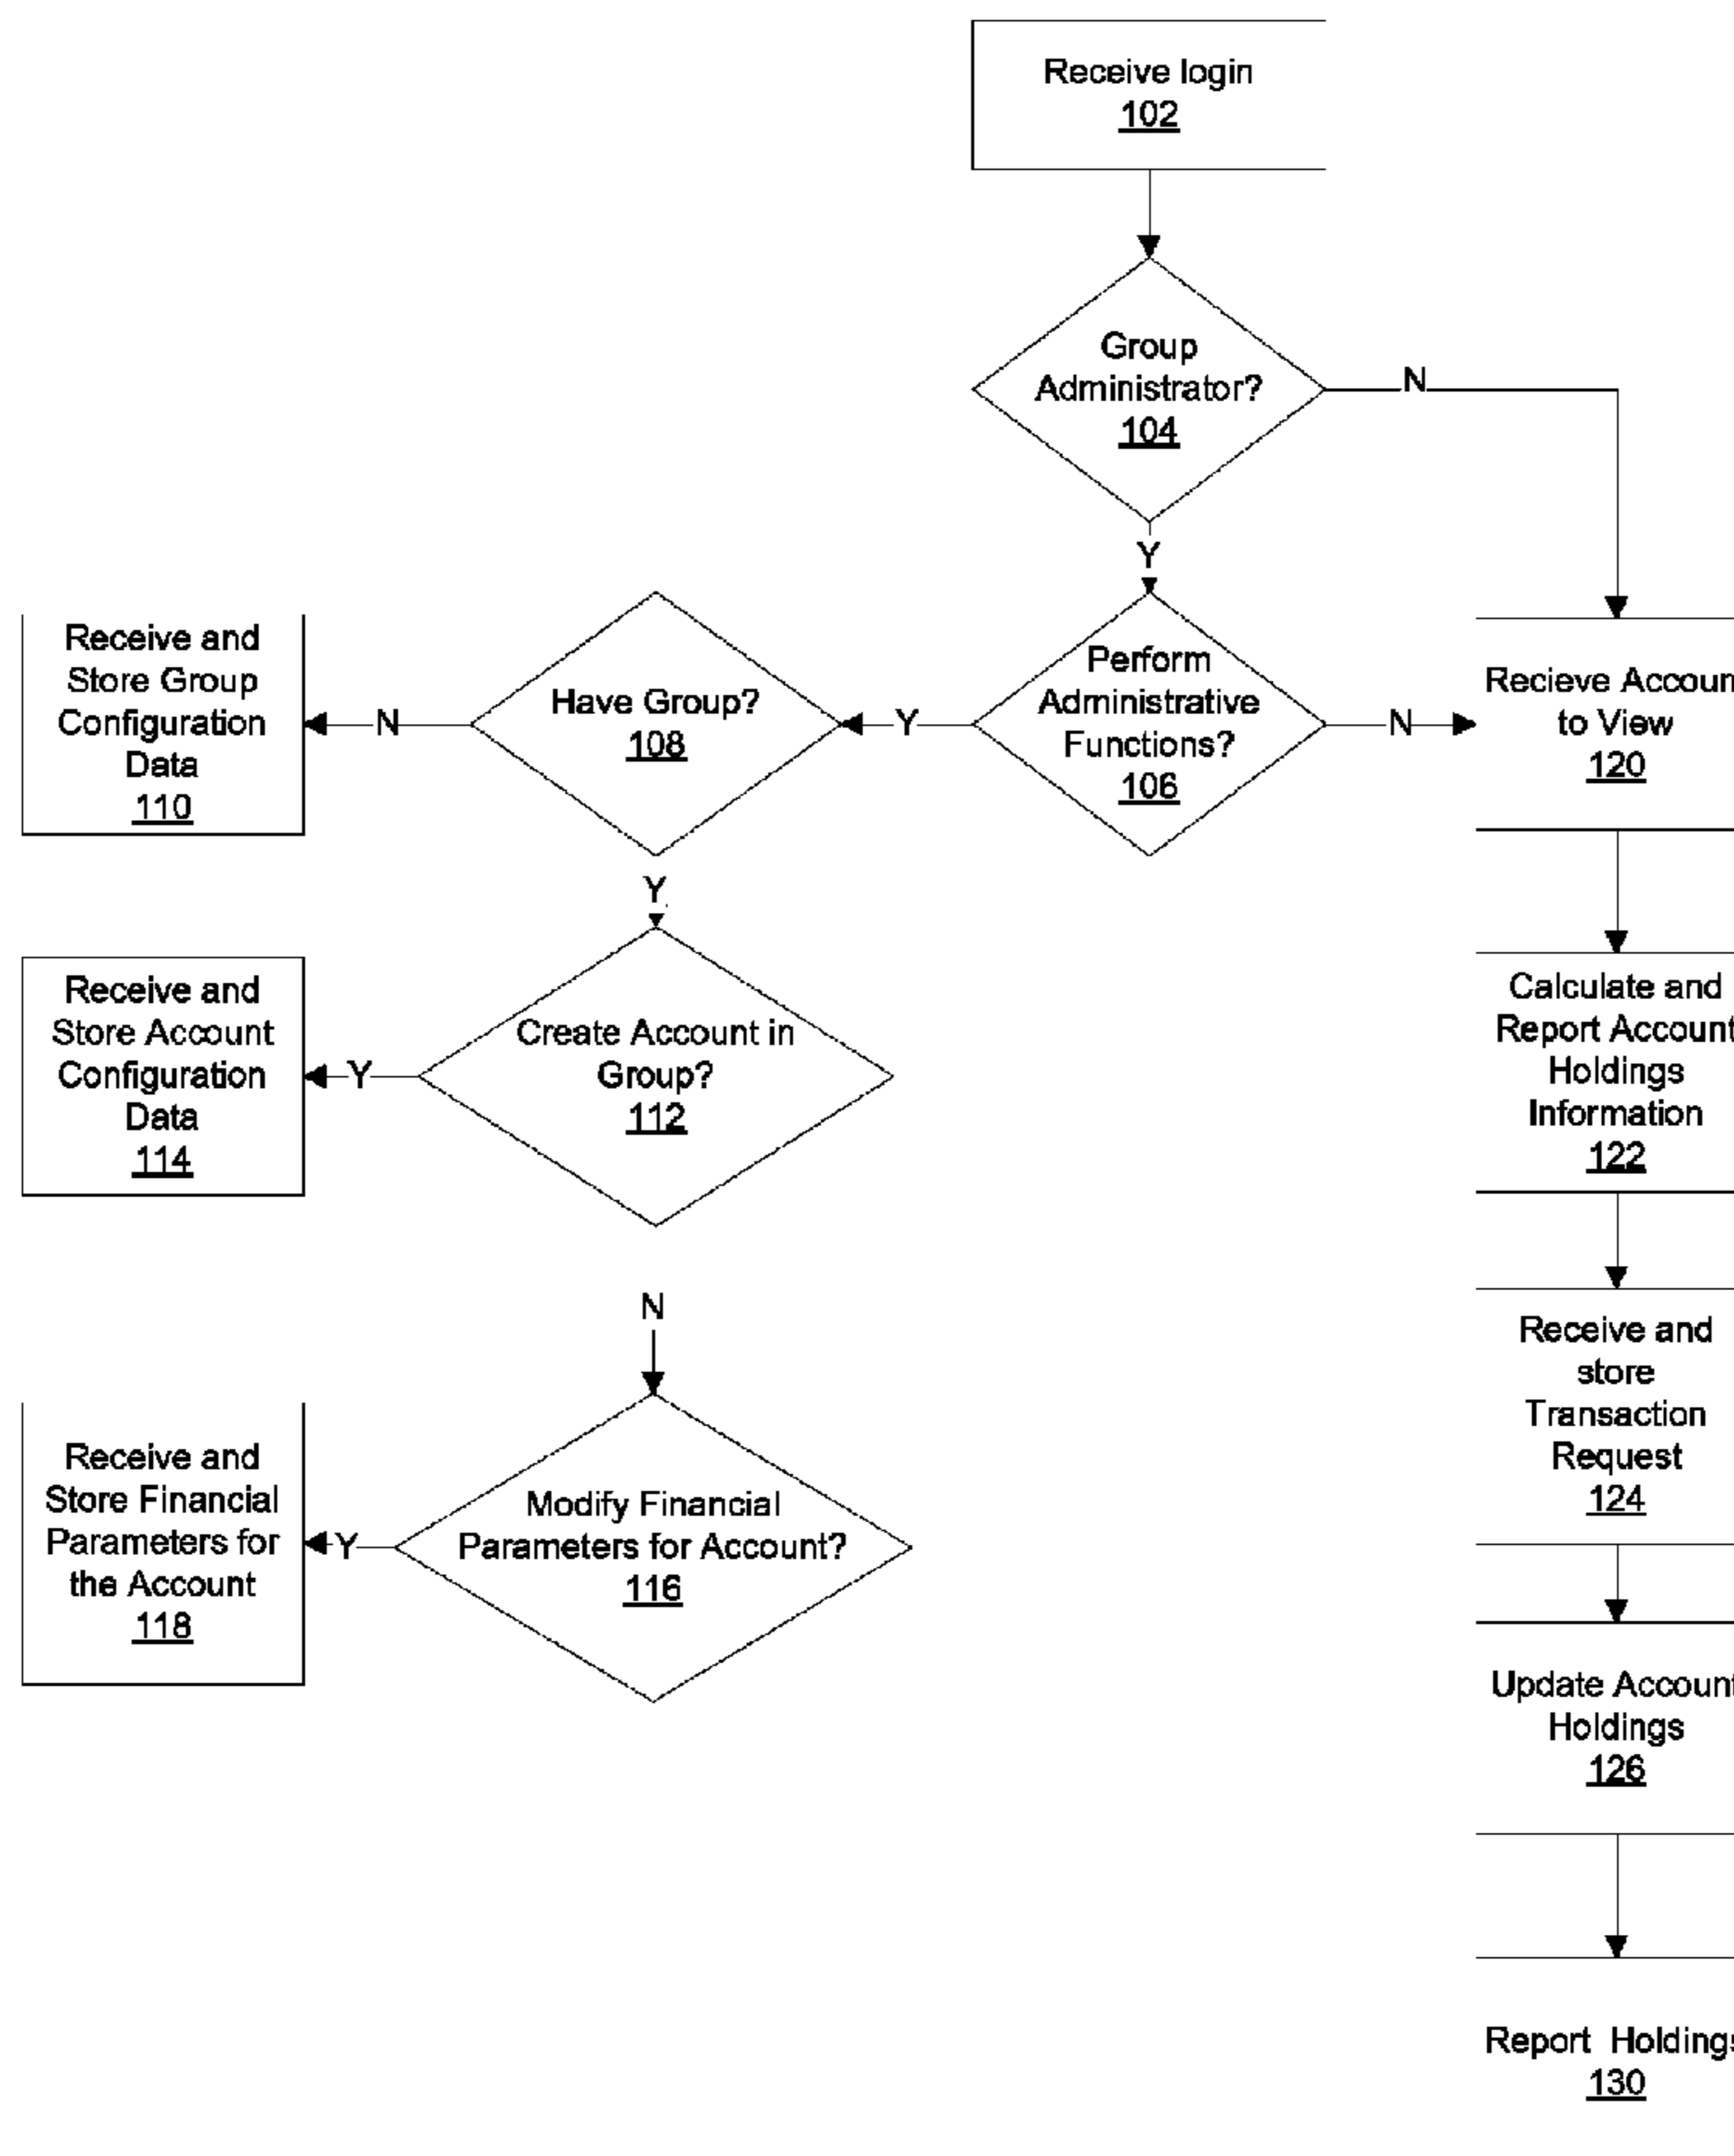 Receive login
102
Group
Administrator?
104
N
Y
Perform
Administrative
Functions?
106
Y
N
Have Group?
108
N
Receive and
Store Group
Configuration
Data
110
Y
Create Account in
Group?
112
Y
Receive and
Store Account
Configuration
Data
114
N
Modify Financial
Parameters for Account?
116
Y
Receive and
Store Financial
Parameters for
the Account
118
Recieve Accoun
to View
120
Calculate and
Report Account
Holdings
Information
122
Receive and
store
Transaction
Request
124
Update Account
Holdings
126
Report Holdings
130